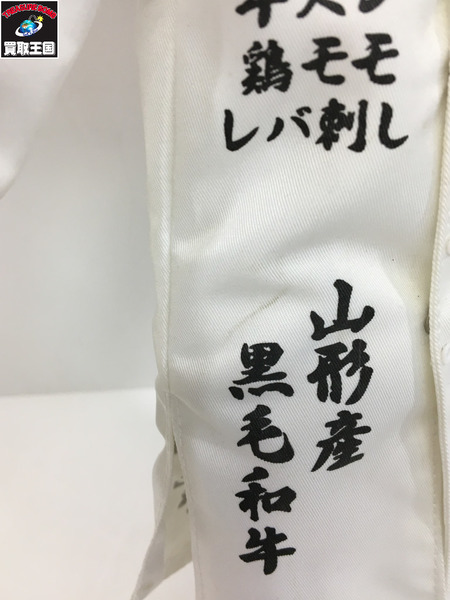 買取王国
鶏モモ
レバ刺し
山形産
黒毛和牛